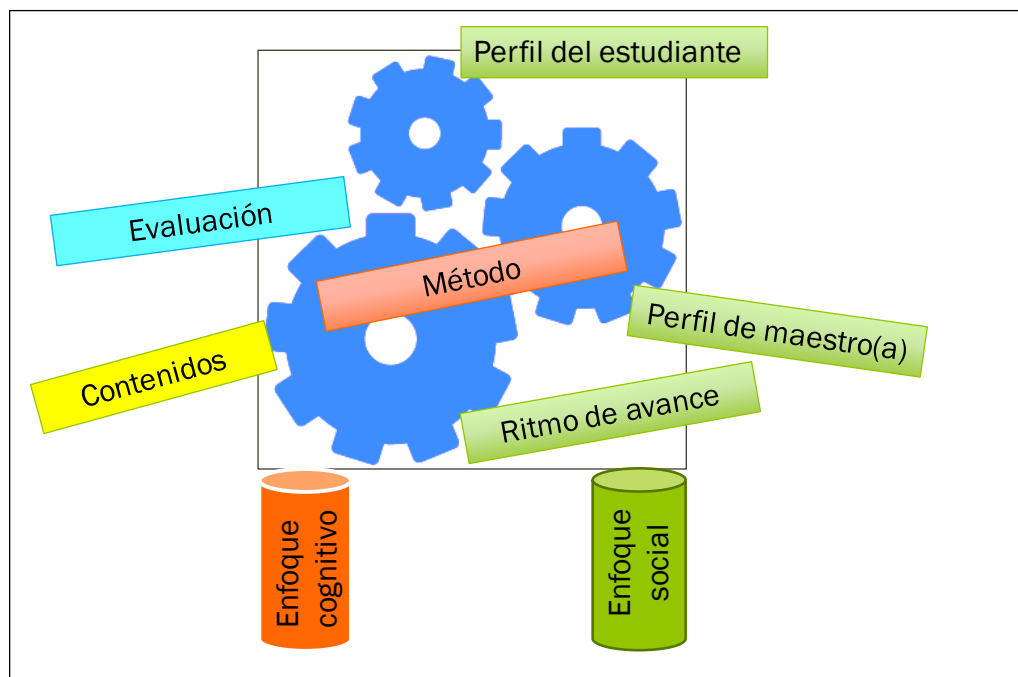 Perfil del estudiante
Evaluación
Método
Perfil de maestro(a)
Contenidos
Ritmo de avance
Enfoque
cognitivo
Enfoque
social